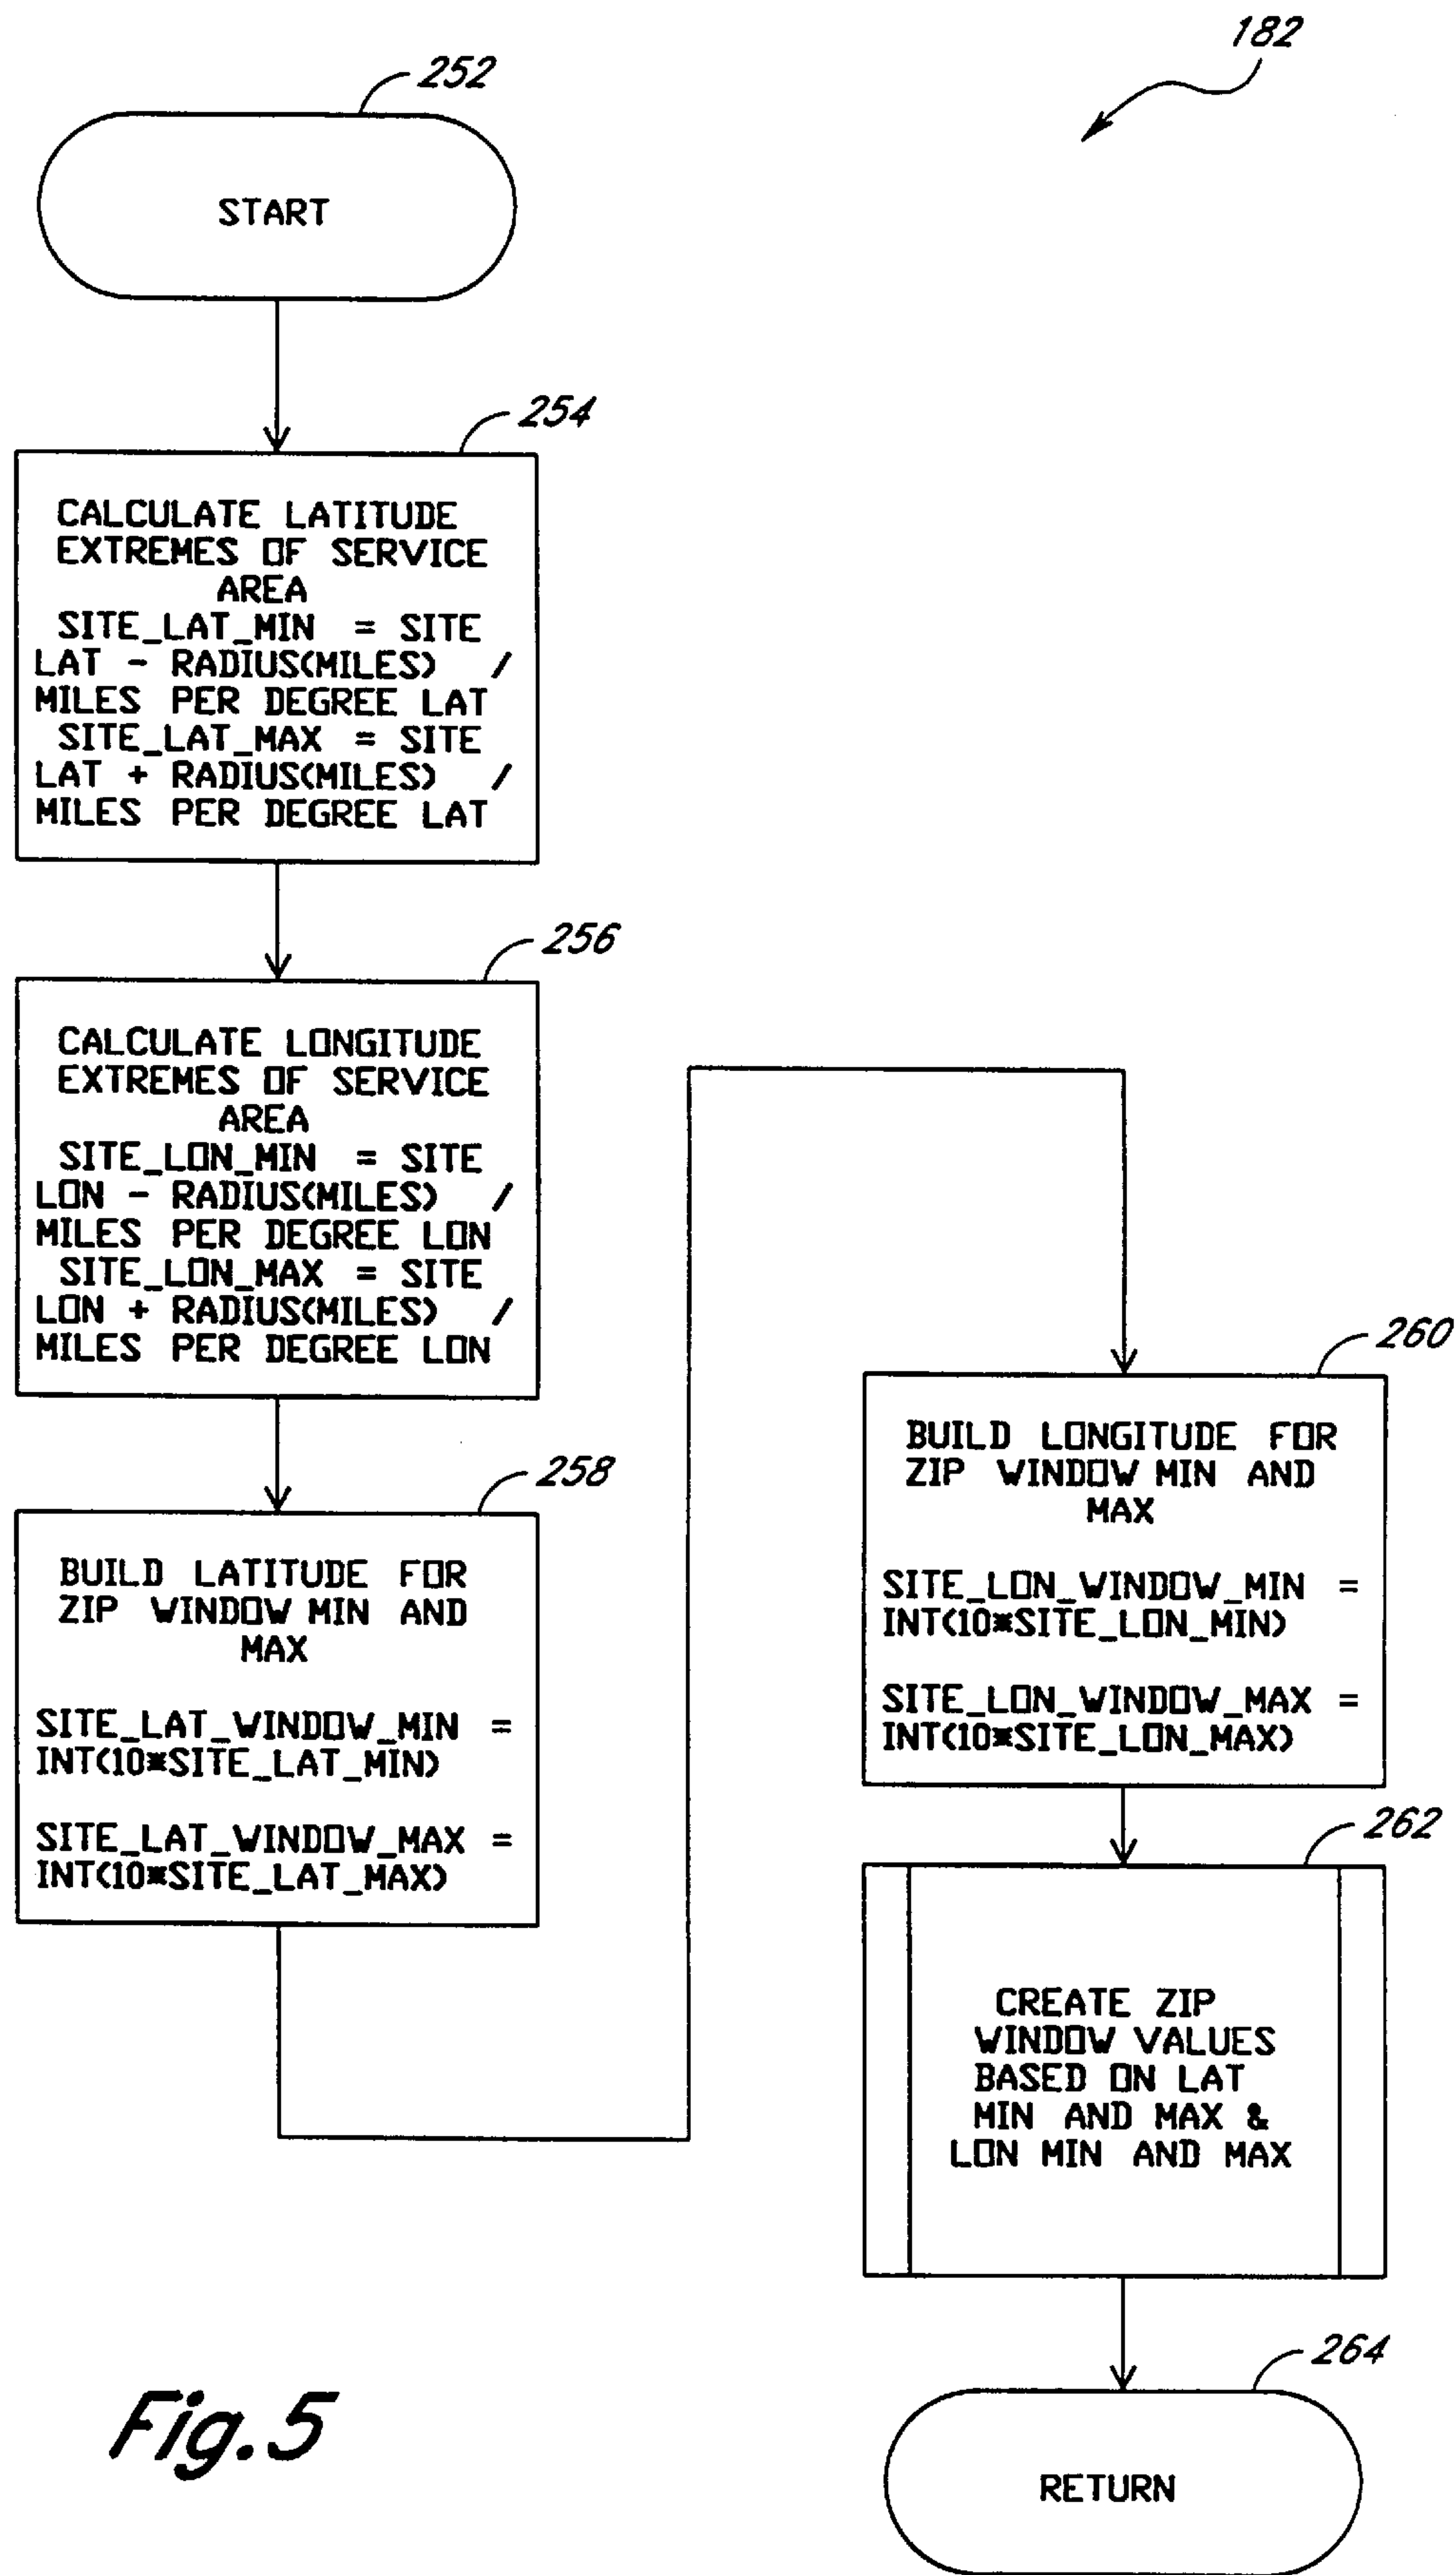 182
252
START
254
CALCULATE LATITUDE
EXTREMES OF SERVICE
AREA
SITE_LAT_MIN = SITE
LAT - RADIUS(MILES) /
MILES PER DEGREE LAT
SITE_LAT_MAX = SITE
LAT + RADIUS(MILES) /
MILES PER DEGREE LAT
256
CALCULATE LONGITUDE
EXTREMES OF SERVICE
AREA
SITE_LON_MIN = SITE
LON - RADIUS(MILES) /
MILES PER DEGREE LON
SITE_LON_MAX = SITE
LON + RADIUS(MILES) /
MILES PER DEGREE LON
258
BUILD LATITUDE FOR
ZIP WINDOW MIN AND
MAX
SITE_LAT_WINDOW_MIN =
INT(10*SITE_LAT_MIN)
SITE_LAT_WINDOW_MAX =
INT(10*SITE_LAT_MAX)
260
BUILD LONGITUDE FOR
ZIP WINDOW MIN AND
MAX
SITE_LON_WINDOW_MIN =
INT(10*SITE_LON_MIN)
SITE_LON_WINDOW_MAX =
INT(10*SITE_LON_MAX)
262
CREATE ZIP
WINDOW VALUES
BASED ON LAT
MIN AND MAX &
LON MIN AND MAX
264
RETURN
Fig.5